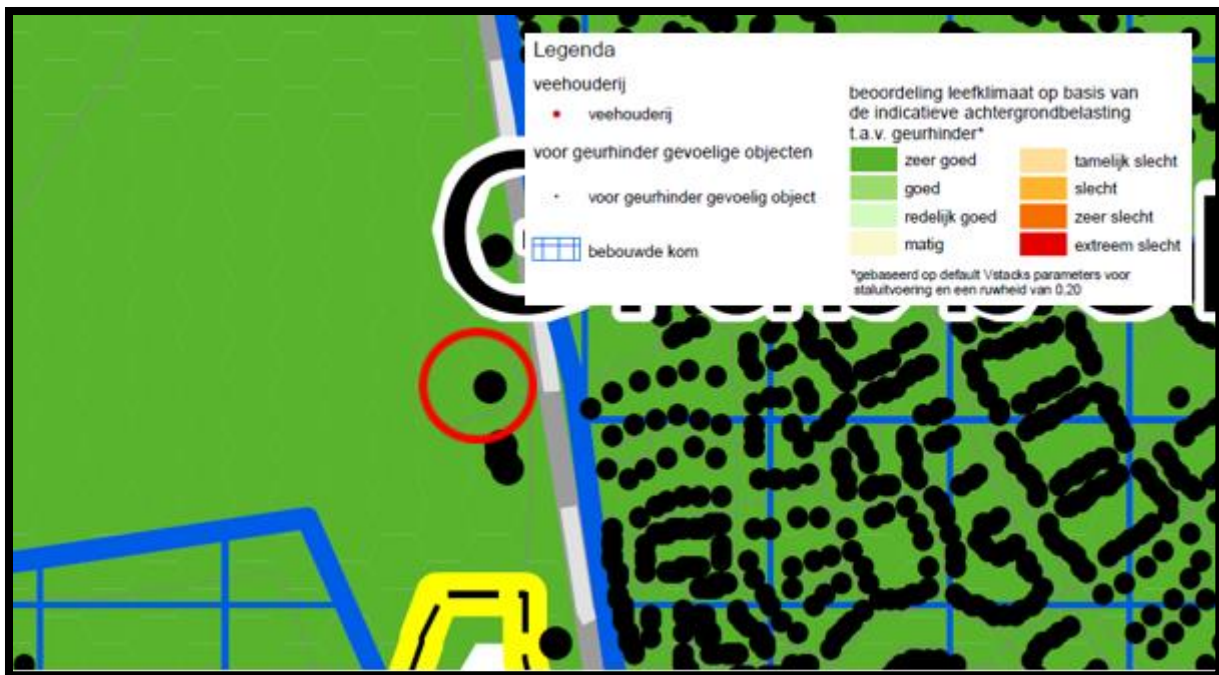 Legenda
veehouderij
veehouderij
voor geurhinder gevoelige objecten
voor geurhinder gevoelig object
bebouwde kom
beoordeling leefklimaat op basis van
de indicatieve achtergrondbelasting
t.a.v. geurhinder*
zeer goed
goed
redelijk goed
matig
tamelijk slecht
slecht
zeer slecht
extreem slecht
*gebaseerd op default Vstacks parameters voor
staluitvoering en een ruwheid van 0.20